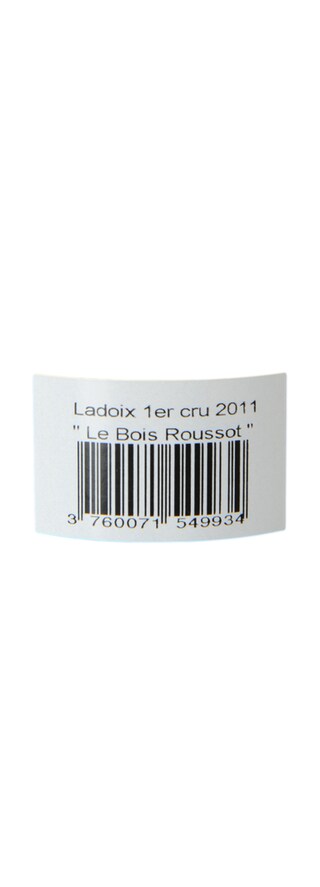 Ladoix 1er cru 2011
" Le Bois Roussot "
3 760071 549934